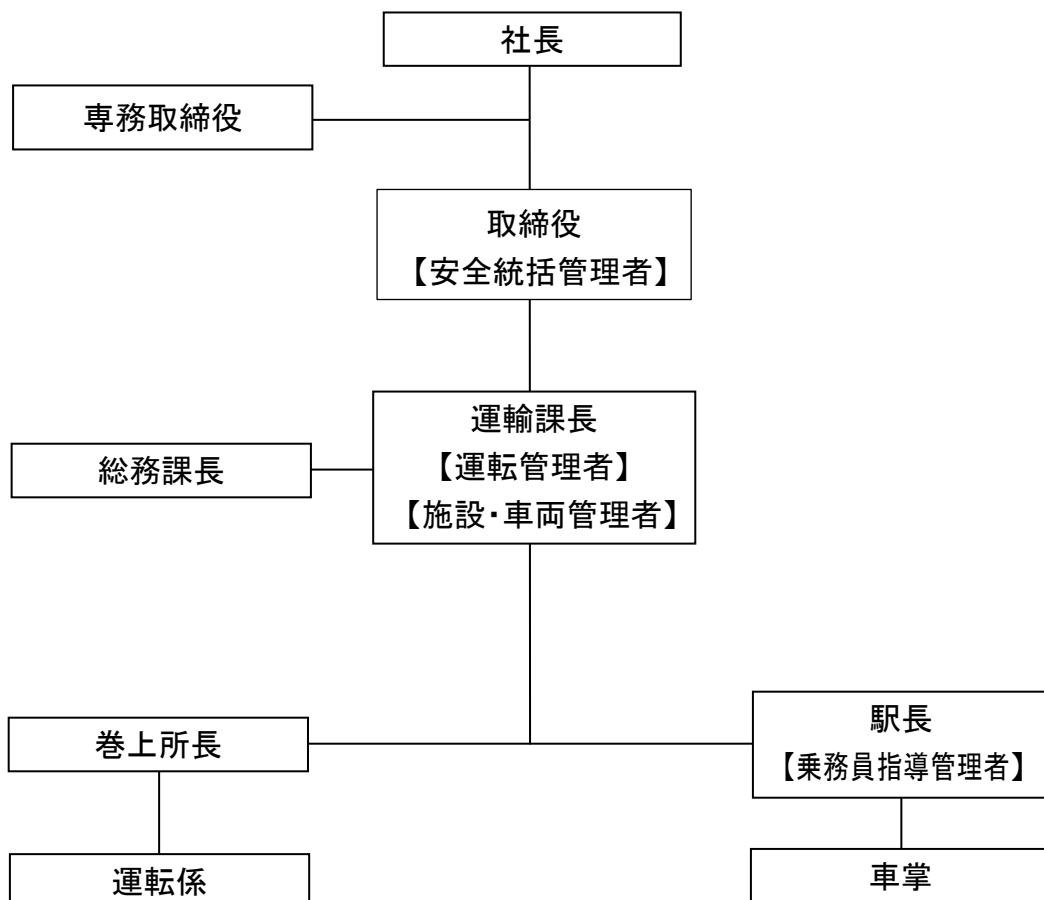 社長
専務取締役
取締役
【安全統括管理者】
運輸課長
【運転管理者】
【施設・車両管理者】
総務課長
巻上所長
駅長
【乗務員指導管理者】
運転係
車掌